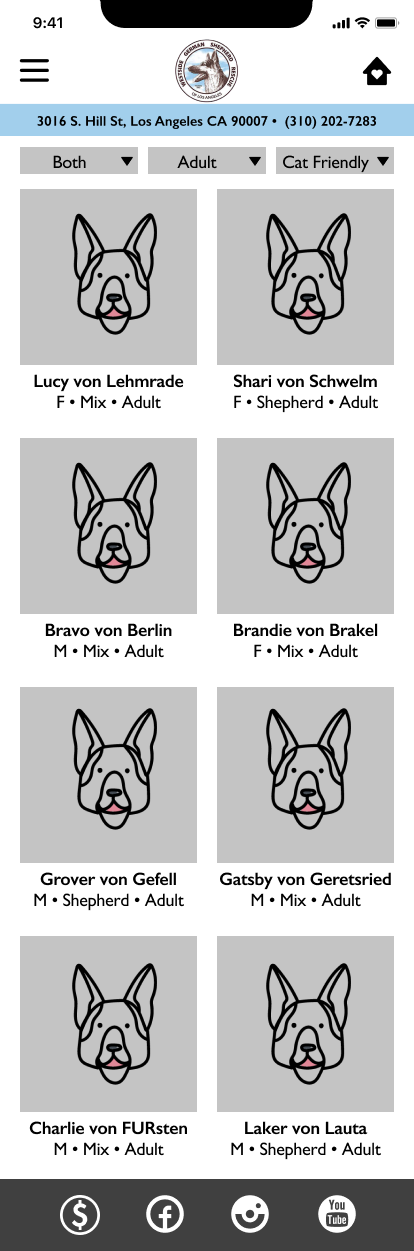 9:41
WESTSIDE GERMAN SHEPHERD RESCUE
OF LOS ANGELES
3016 S. Hill St, Los Angeles CA 90007 • (310) 202-7283
Both
Adult
Cat Friendly
Lucy von Lehmrade
F • Mix • Adult
Shari von Schwelm
F • Shepherd • Adult
Bravo von Berlin
M • Mix • Adult
Brandie von Brakel
F • Mix • Adult
Grover von Gefell
M • Shepherd • Adult
Gatsby von Geretsried
M • Mix • Adult
Charlie von FURsten
M • Mix • Adult
Laker von Lauta
M • Shepherd • Adult
$
You
Tube